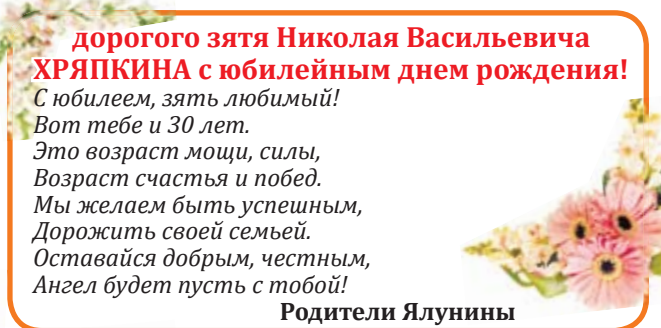 дорогого зятя Николая Васильевича
ХРЯПКИНА с юбилейным днем рождения!
С юбилеем, зять любимый!
Вот тебе и 30 лет.
Это возраст мощи, силы,
Возраст счастья и побед.
Мы желаем быть успешным,
Дорожить своей семьей.
Оставайся добрым, честным,
Ангел будет пусть с тобой!
Родители Ялунины